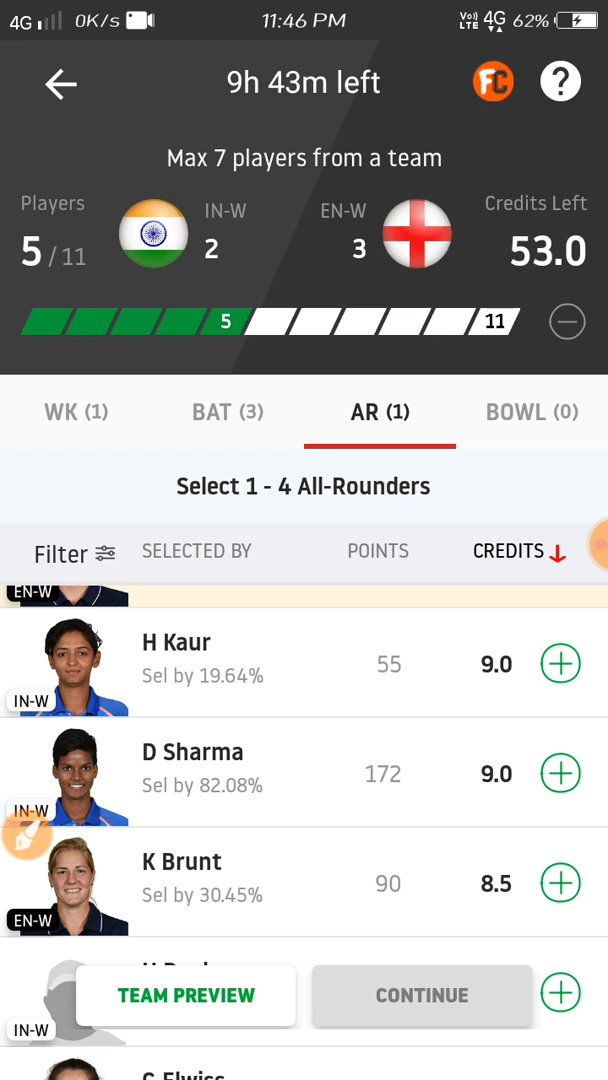 4G 0K/s 11:46 PM Vo)) LTE 4G 62%
9h 43m left FC ?
Max 7 players from a team
Players IN-W EN-W Credits Left
5 / 11 2 3 53.0
5 11
WK (1) BAT (3) AR (1) BOWL (0)
Select 1 - 4 All-Rounders
Filter SELECTED BY POINTS CREDITS
EN-W
H Kaur
Sel by 19.64% 55 9.0
IN-W
D Sharma
Sel by 82.08% 172 9.0
IN-W
K Brunt
Sel by 30.45% 90 8.5
EN-W
TEAM PREVIEW CONTINUE
IN-W